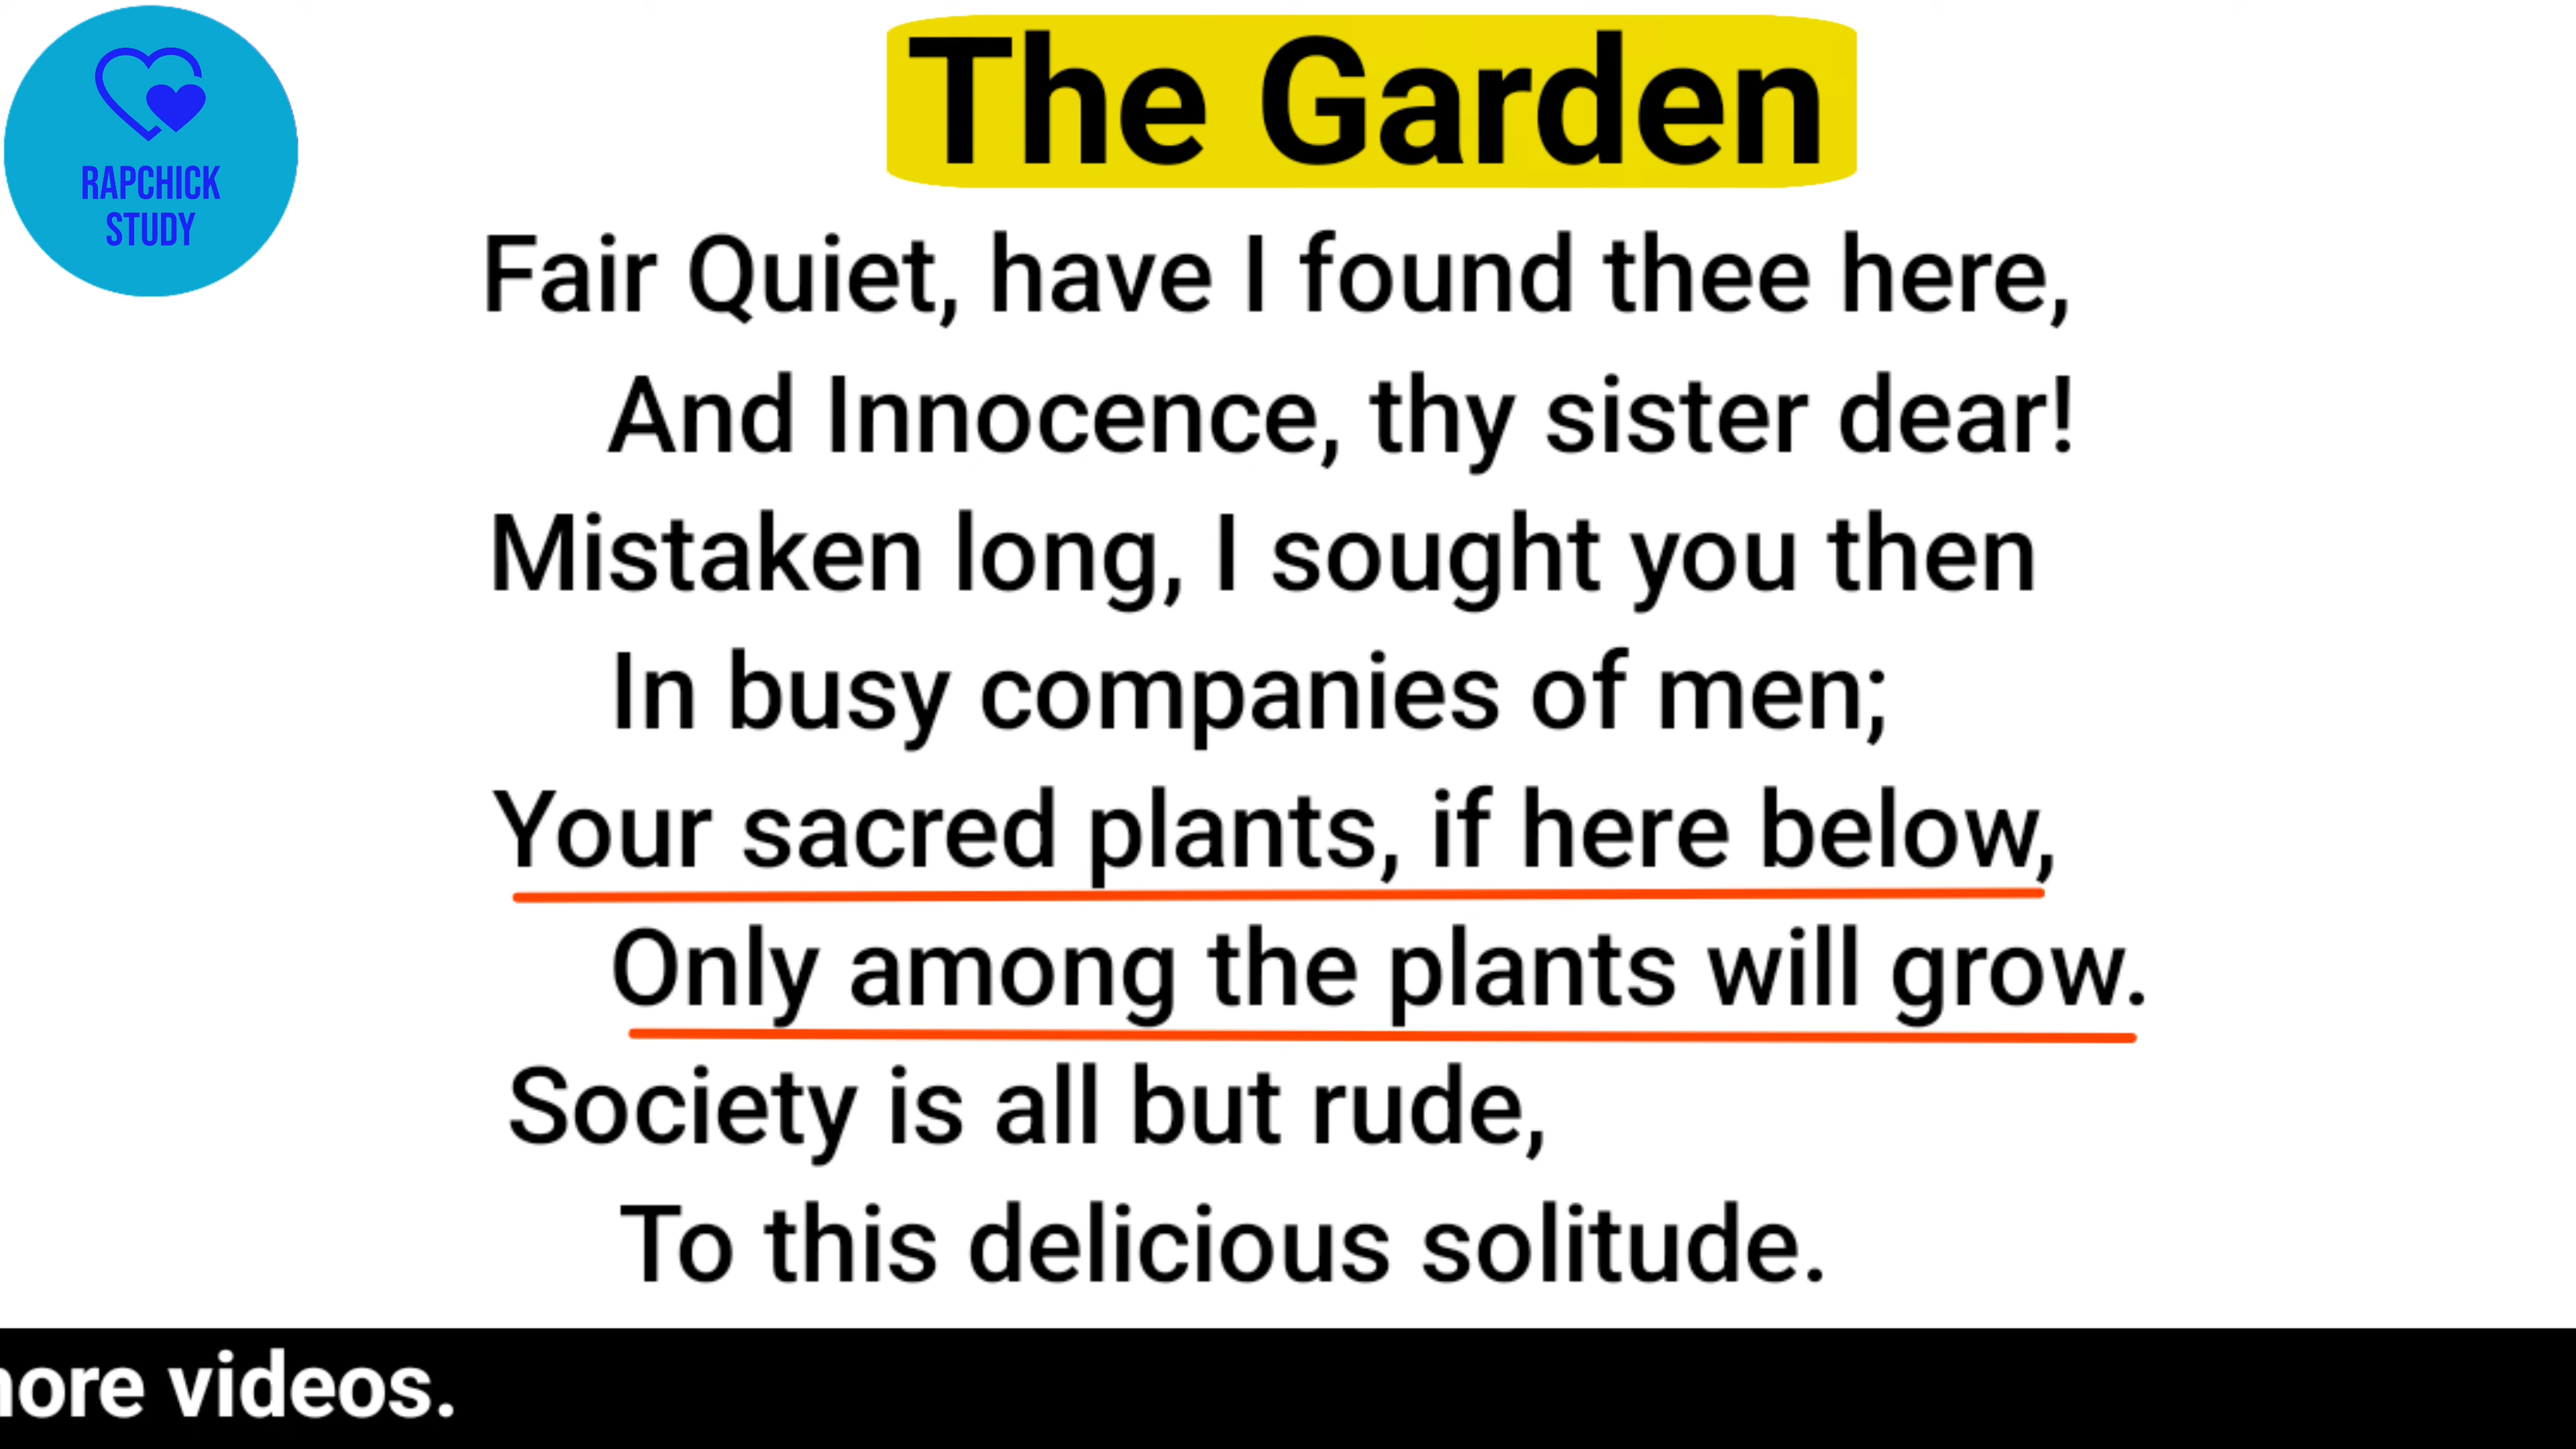 RAPCHICK
STUDY
The Garden
Fair Quiet, have I found thee here,
And Innocence, thy sister dear!
Mistaken long, I sought you then
In busy companies of men;
Your sacred plants, if here below,
Only among the plants will grow.
Society is all but rude,
To this delicious solitude.
videos.